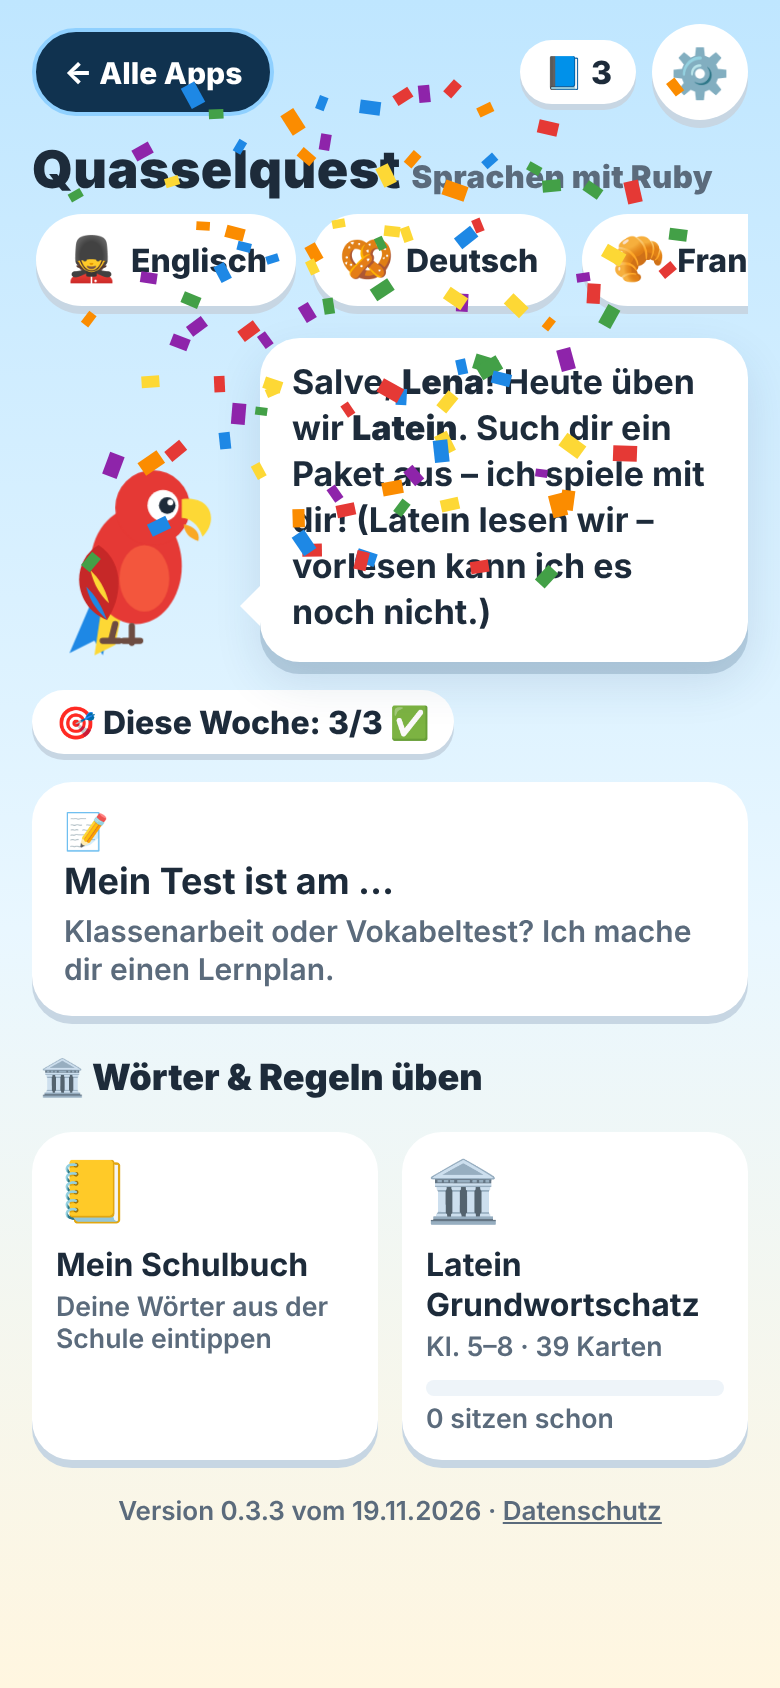 ← Alle Apps
3
Quasselquest Sprachen mit Ruby
Englisch
Deutsch
Fran
Salve, Lena! Heute üben
wir Latein. Such dir ein
Paket aus – ich spiele mit
dir! (Latein lesen wir –
vorlesen kann ich es
noch nicht.)
Diese Woche: 3/3
Mein Test ist am …
Klassenarbeit oder Vokabeltest? Ich mache
dir einen Lernplan.
Wörter & Regeln üben
Mein Schulbuch
Deine Wörter aus der
Schule eintippen
Latein
Grundwortschatz
Kl. 5–8 · 39 Karten
0 sitzen schon
Version 0.3.3 vom 19.11.2026 · Datenschutz